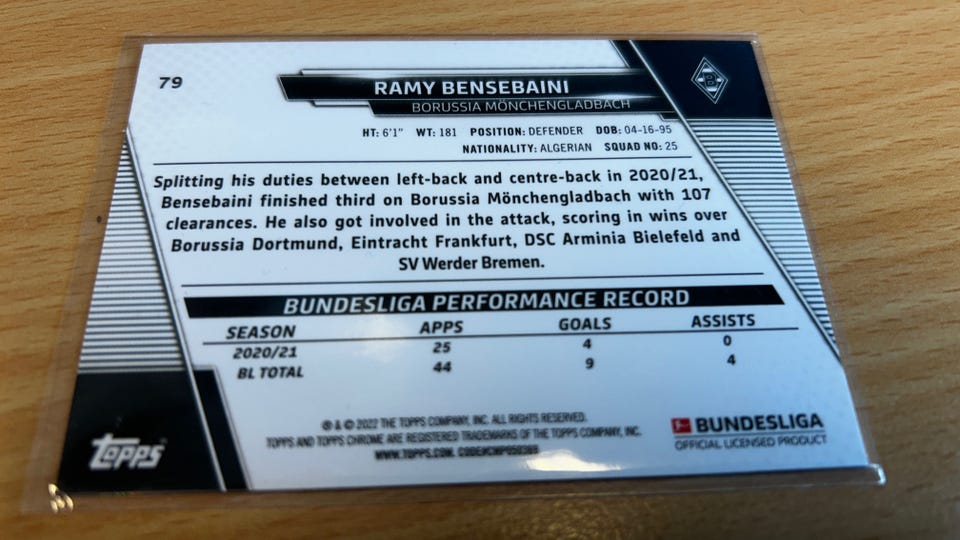 79
RAMY BENSEBAINI
BORUSSIA MÖNCHENGLADBACH
B
HT: 6'1" WT: 181 POSITION: DEFENDER DOB: 04-16-95
NATIONALITY: ALGERIAN SQUAD NO: 25
Splitting his duties between left-back and centre-back in 2020/21,
Bensebaini finished third on Borussia Mönchengladbach with 107
clearances. He also got involved in the attack, scoring in wins over
Borussia Dortmund, Eintracht Frankfurt, DSC Arminia Bielefeld and
SV Werder Bremen.
BUNDESLIGA PERFORMANCE RECORD
SEASON APPS GOALS ASSISTS
2020/21 25 4 0
BL TOTAL 44 9 4
® & © 2022 THE TOPPS COMPANY, INC. ALL RIGHTS RESERVED.
TOPPS AND TOPPS CHROME ARE REGISTERED TRADEMARKS OF THE TOPPS COMPANY, INC.
WWW.TOPPS.COM.
topps
BUNDESLIGA
OFFICIAL LICENSED PRODUCT